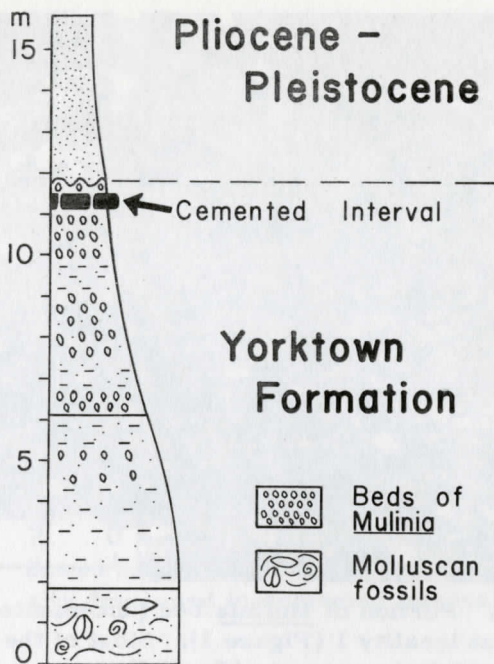 m
15
Pliocene –
Pleistocene
Cemented Interval
10
Yorktown
Formation
5
Beds of
Mulinia
Molluscan
fossils
0